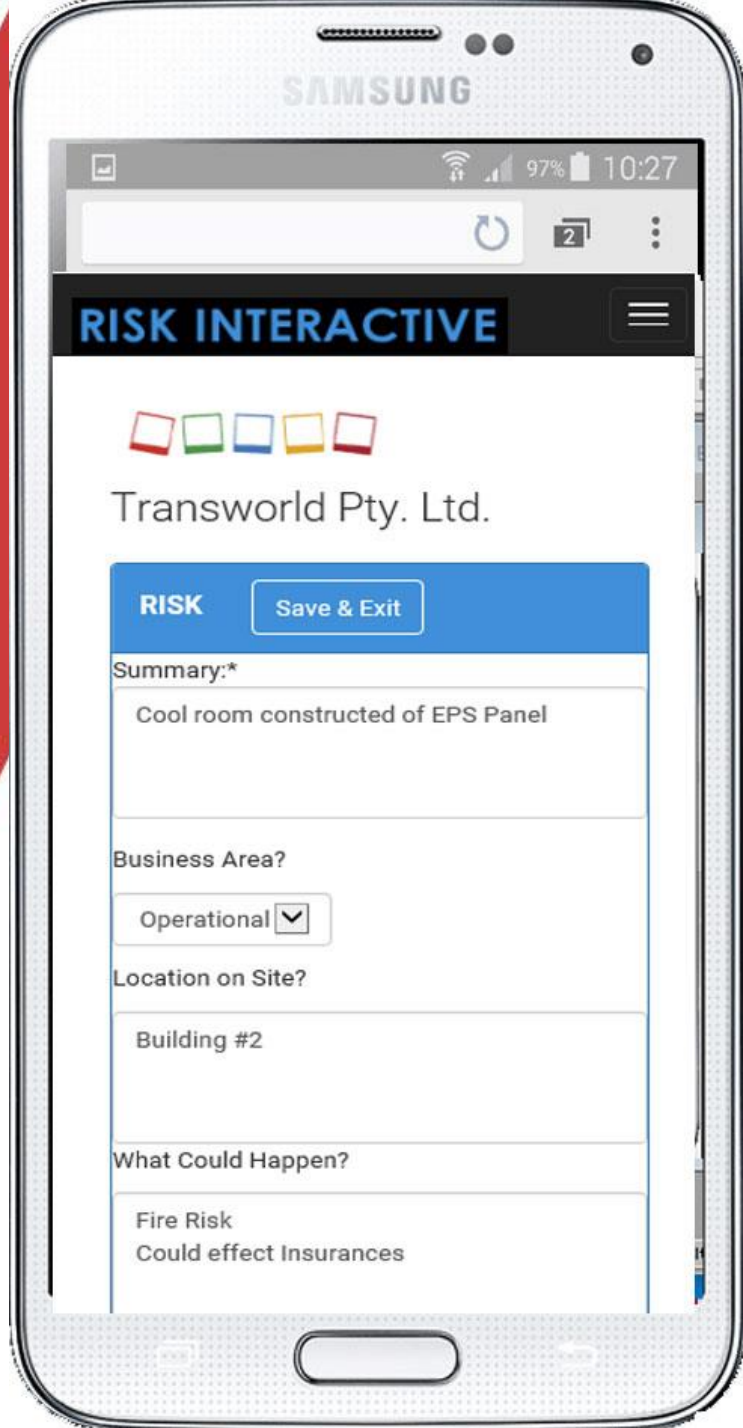 SAMSUNG
97% 10:27
2
RISK INTERACTIVE
Transworld Pty. Ltd.
RISK Save & Exit
Summary:*
Cool room constructed of EPS Panel
Business Area?
Operational
Location on Site?
Building #2
What Could Happen?
Fire Risk
Could effect Insurances